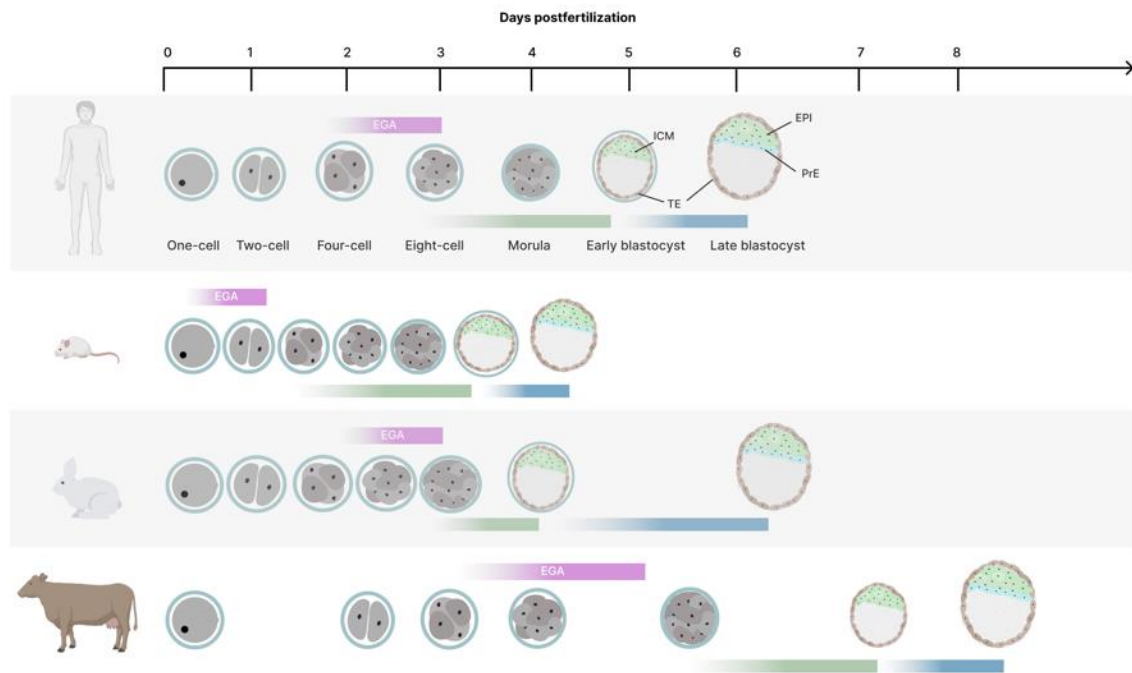 Days postfertilization
0 1 2 3 4 5 6 7 8
EGA
ICM
EPI
PrE
TE
One-cell Two-cell Four-cell Eight-cell Morula Early blastocyst Late blastocyst
EGA
EGA
EGA